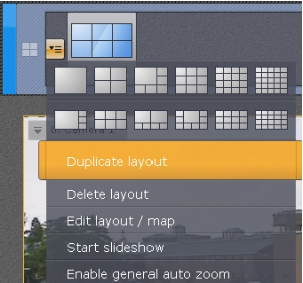 Duplicate layout
Delete layout
Edit layout / map
Start slideshow
Enable general auto zoom